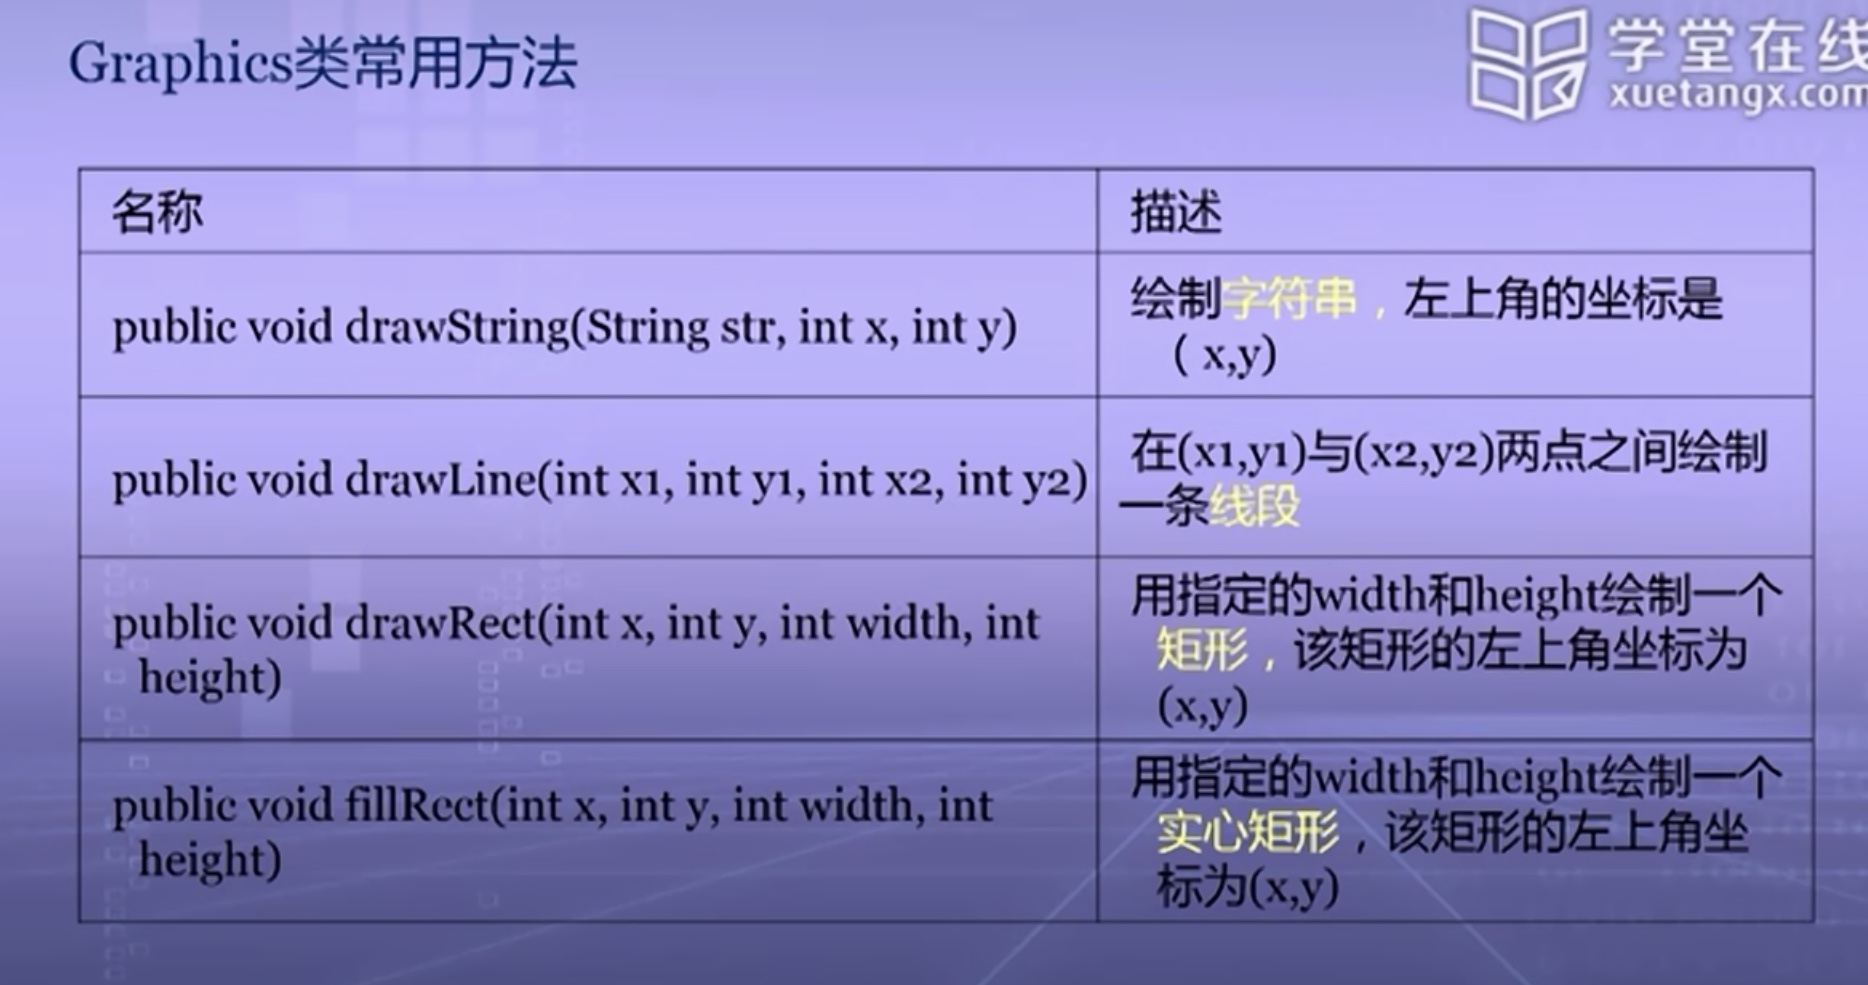 Graphics类常用方法
学堂在线
xuetangx.com
名称
描述
public void drawString(String str, int x, int y)
绘制字符串，左上角的坐标是
( x,y)
public void drawLine(int x1, int y1, int x2, int y2)
在(x1,y1)与(x2,y2)两点之间绘制
一条线段
public void drawRect(int x, int y, int width, int
height)
用指定的width和height绘制一个
矩形，该矩形的左上角坐标为
(x,y)
public void fillRect(int x, int y, int width, int
height)
用指定的width和height绘制一个
实心矩形，该矩形的左上角坐
标为(x,y)